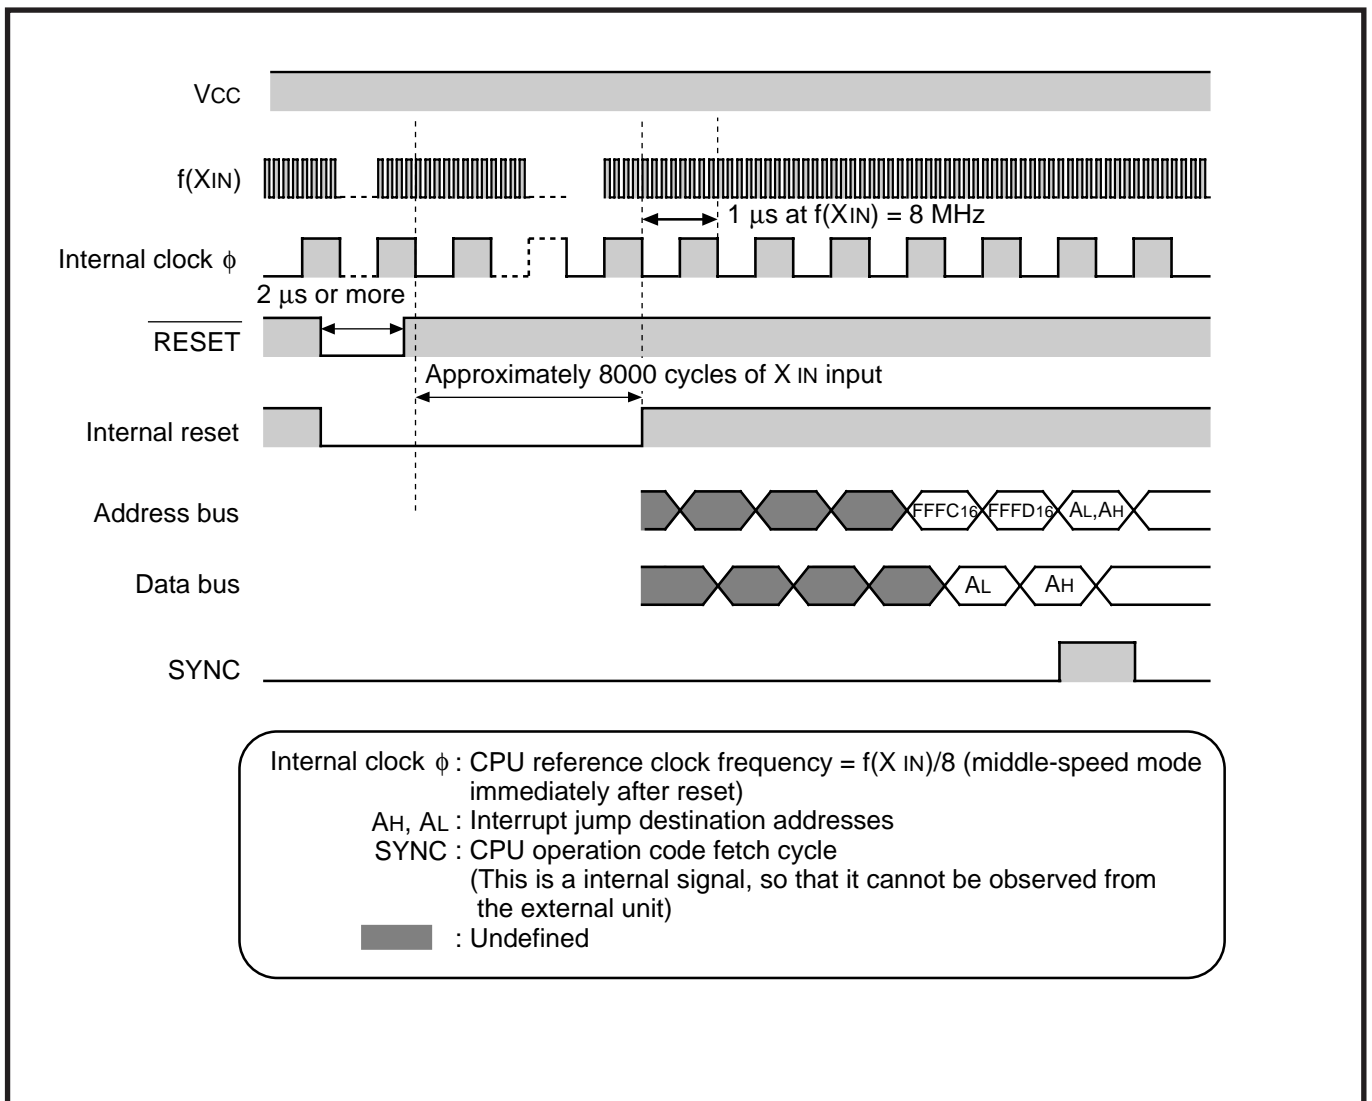 VCC
f(XIN)
1 μs at f(XIN) = 8 MHz
Internal clock ϕ
2 μs or more
RESET
Approximately 8000 cycles of X IN input
Internal reset
Address bus
FFFC16
FFFD16
AL,AH
Data bus
AL
AH
SYNC
Internal clock ϕ : CPU reference clock frequency = f(X IN)/8 (middle-speed mode
immediately after reset)
AH, AL : Interrupt jump destination addresses
SYNC : CPU operation code fetch cycle
(This is a internal signal, so that it cannot be observed from
the external unit)
: Undefined